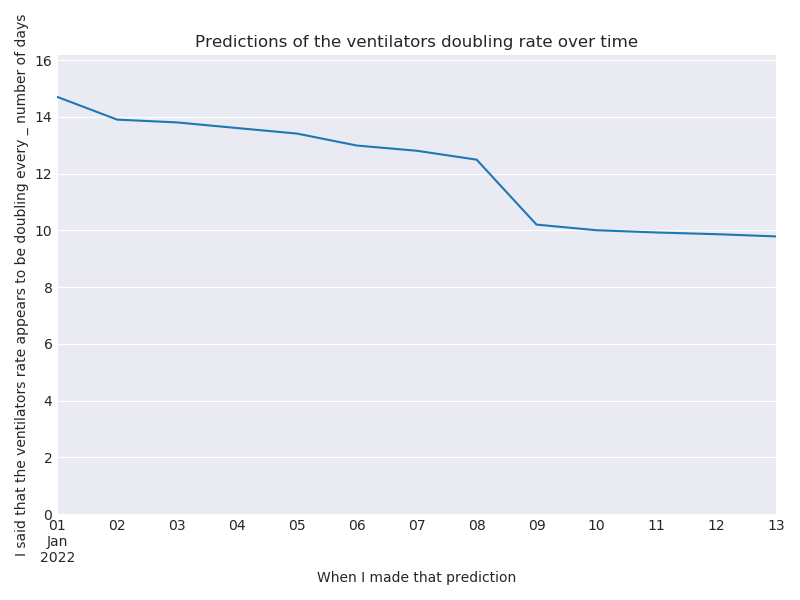 Predictions of the ventilators doubling rate over time
I said that the ventilators rate appears to be doubling every _ number of days
16
14
12
10
8
6
4
2
0
01 02 03 04 05 06 07 08 09 10 11 12 13
Jan
2022
When I made that prediction